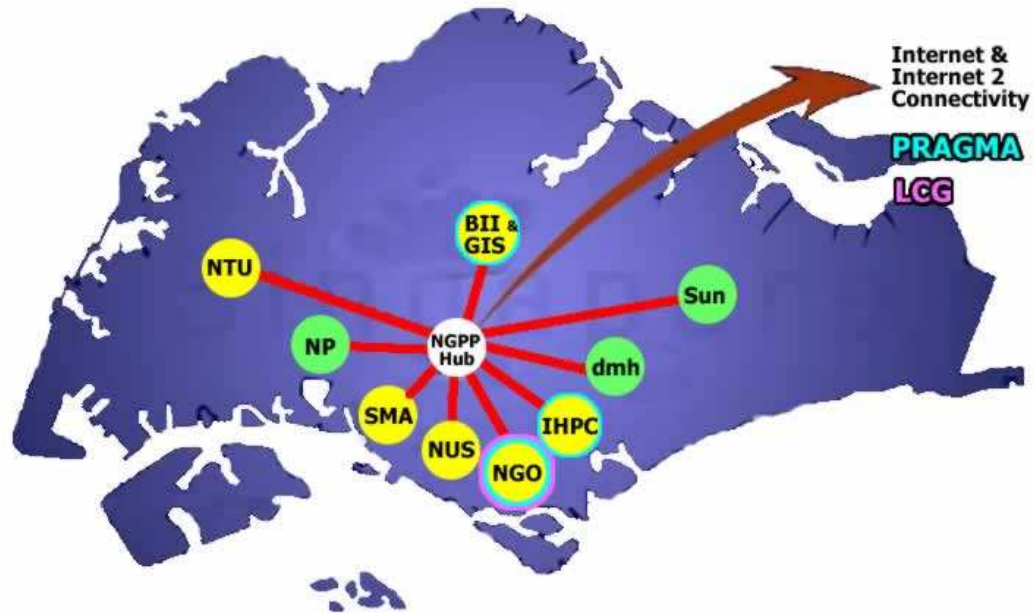 Internet &
Internet 2
Connectivity
PRAGMA
LCG
BII &
GIS
NTU
Sun
NGPP
Hub
NP
dmh
SMA
IHPC
NUS
NGO